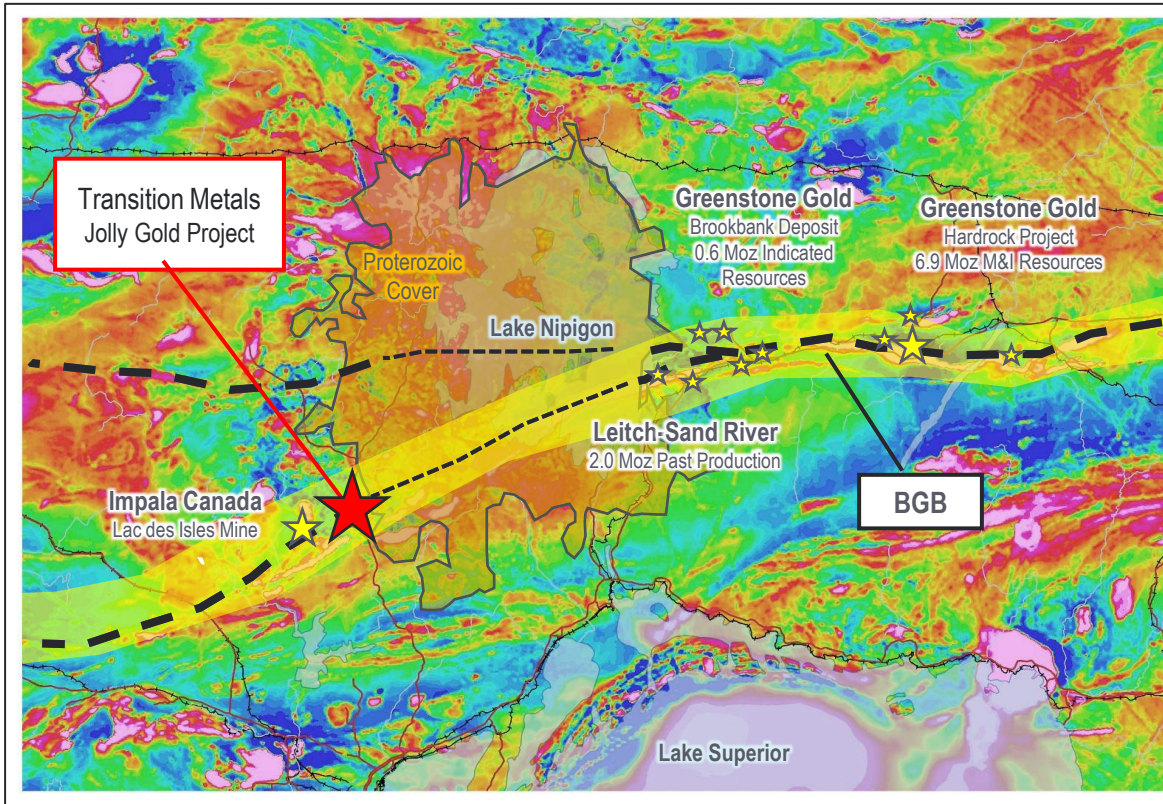 Transition Metals
Jolly Gold Project
Greenstone Gold
Brookbank Deposit
0.6 Moz Indicated
Resources
Greenstone Gold
Hardrock Project
6.9 Moz M&I Resources
Proterozoic
Cover
Lake Nipigon
Leitch-Sand River
2.0 Moz Past Production
Impala Canada
Lac des Isles Mine
BGB
Lake Superior